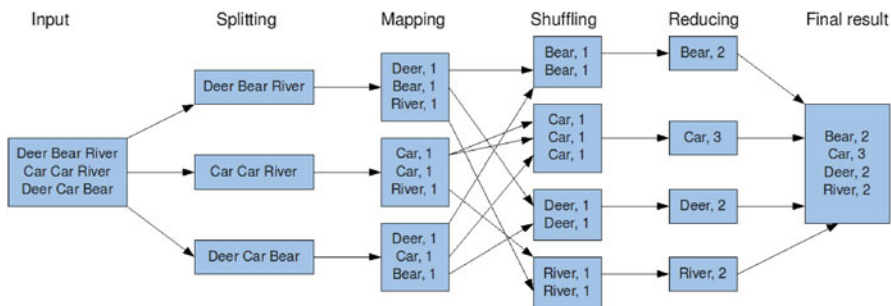 Input
Splitting
Mapping
Shuffling
Reducing
Final result
Deer Bear River
Car Car River
Deer Car Bear
Deer Bear River
Car Car River
Deer Car Bear
Deer, 1
Bear, 1
River, 1
Car, 1
Car, 1
River, 1
Deer, 1
Car, 1
Bear, 1
Bear, 1
Bear, 1
Car, 1
Car, 1
Car, 1
Deer, 1
Deer, 1
River, 1
River, 1
Bear, 2
Car, 3
Deer, 2
River, 2
Bear, 2
Car, 3
Deer, 2
River, 2